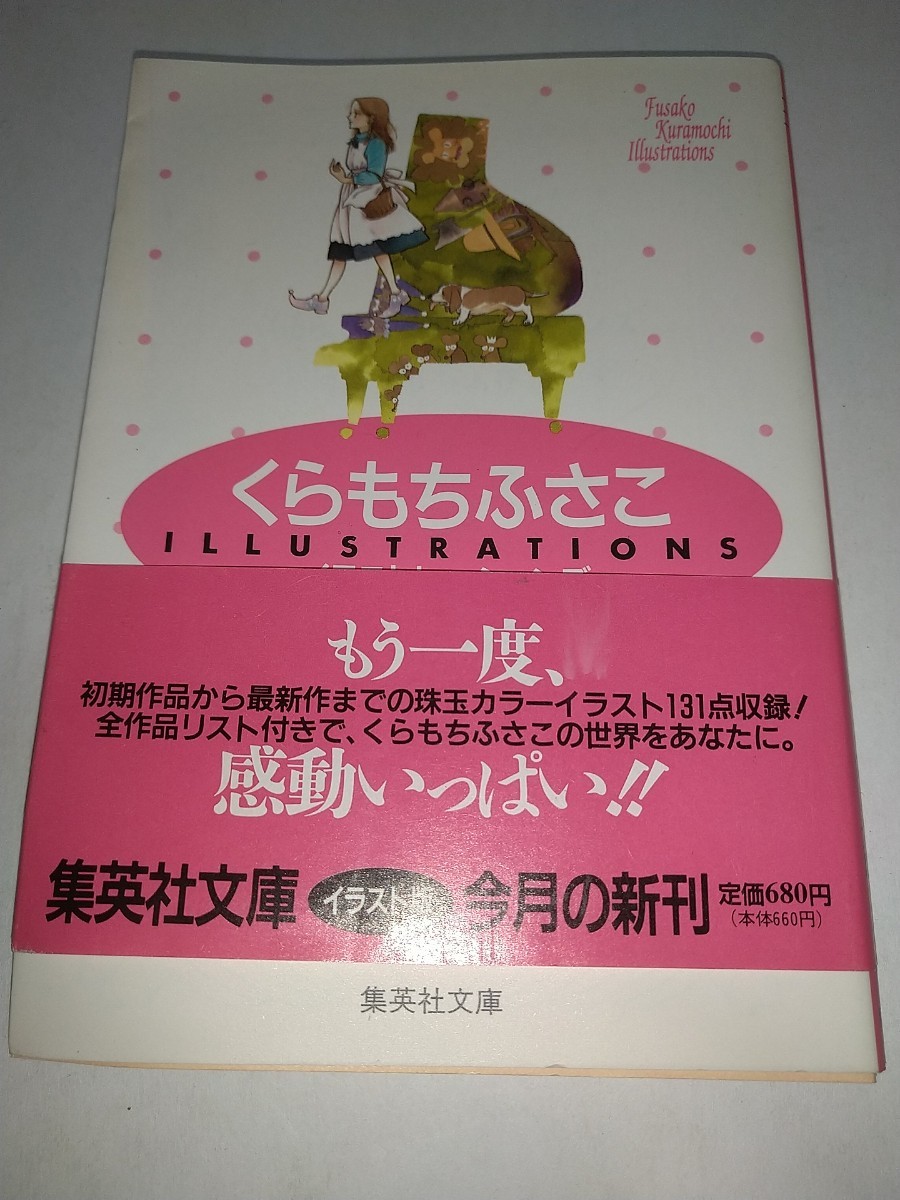 Fusako
Kuramochi
Illustrations
くらもちふさこ
ILLUSTRATIONS
もう一度、
初期作品から最新作までの珠玉カラーイラスト131点収録!
全作品リスト付きで、くらもちふさこの世界をあなたに。
感動いっぱい!!
集英社文庫 イラスト版 今月の新刊 定価680円
(本体660円)
集英社文庫